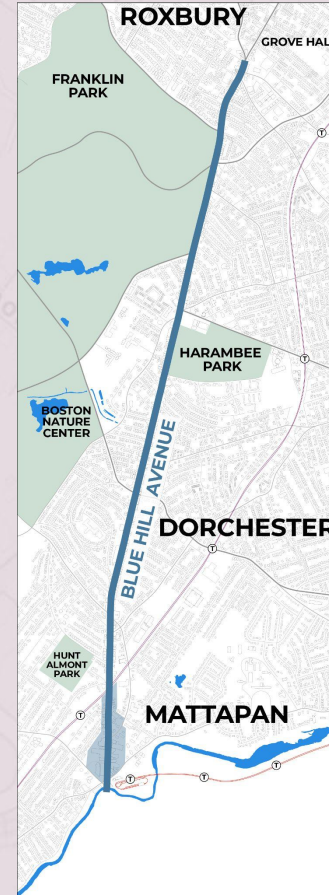 ROXBURY
GROVE HAL
FRANKLIN
PARK
T
HARAMBEE
PARK
T
BOSTON
NATURE
CENTER
BLUE HILL AVENUE
DORCHESTER
T
HUNT
ALMONT
PARK
T
MATTAPAN
T
T
T